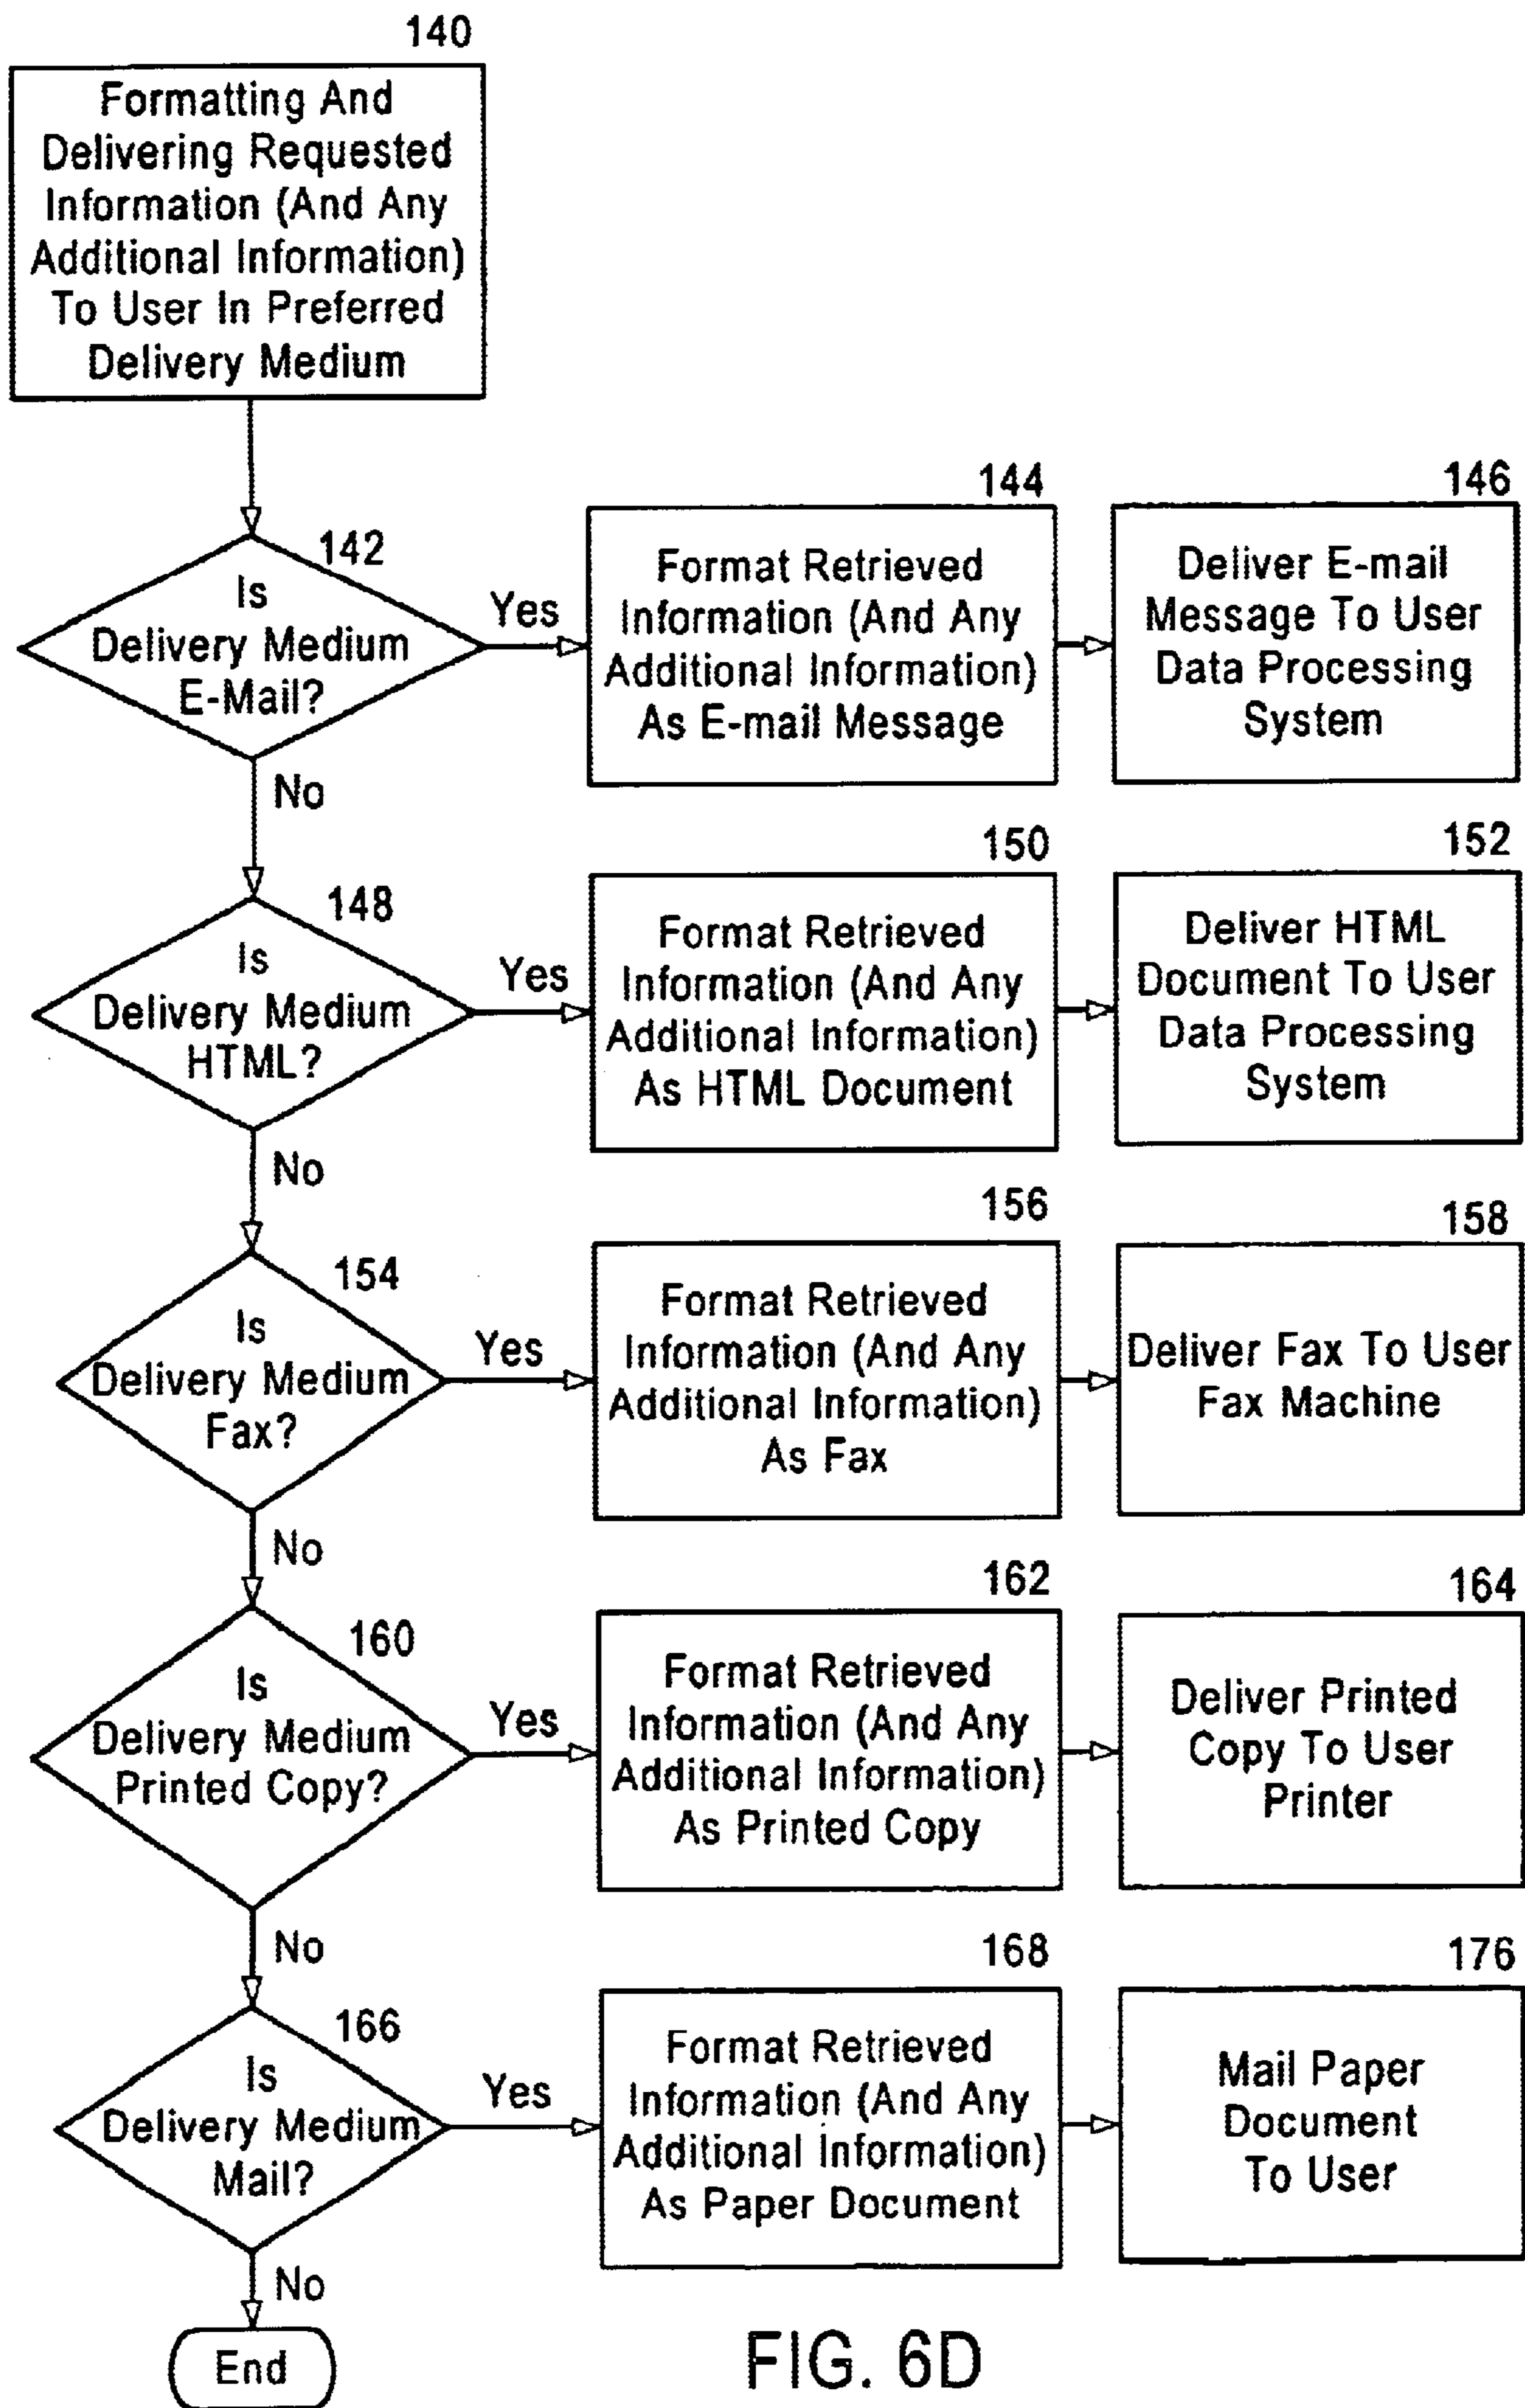 140
Formatting And
Delivering Requested
Information (And Any
Additional Information)
To User In Preferred
Delivery Medium
142
Is
Delivery Medium
E-Mail?
Yes
No
144
Format Retrieved
Information (And Any
Additional Information)
As E-mail Message
146
Deliver E-mail
Message To User
Data Processing
System
148
Is
Delivery Medium
HTML?
Yes
No
150
Format Retrieved
Information (And Any
Additional Information)
As HTML Document
152
Deliver HTML
Document To User
Data Processing
System
154
Is
Delivery Medium
Fax?
Yes
No
156
Format Retrieved
Information (And Any
Additional Information)
As Fax
158
Deliver Fax To User
Fax Machine
160
Is
Delivery Medium
Printed Copy?
Yes
No
162
Format Retrieved
Information (And Any
Additional Information)
As Printed Copy
164
Deliver Printed
Copy To User
Printer
166
Is
Delivery Medium
Mail?
Yes
No
168
Format Retrieved
Information (And Any
Additional Information)
As Paper Document
176
Mail Paper
Document
To User
End
FIG. 6D